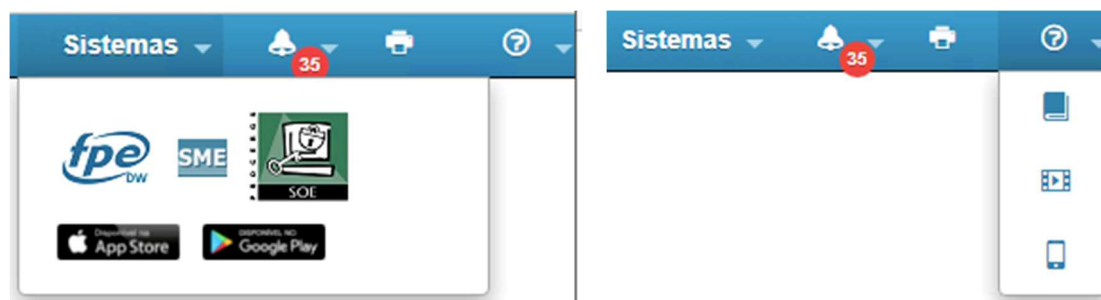 Sistemas
35
fpe
DW
SME
SOE
Disponível na
App Store
DISPONÍVEL NO
Google Play
Sistemas
35